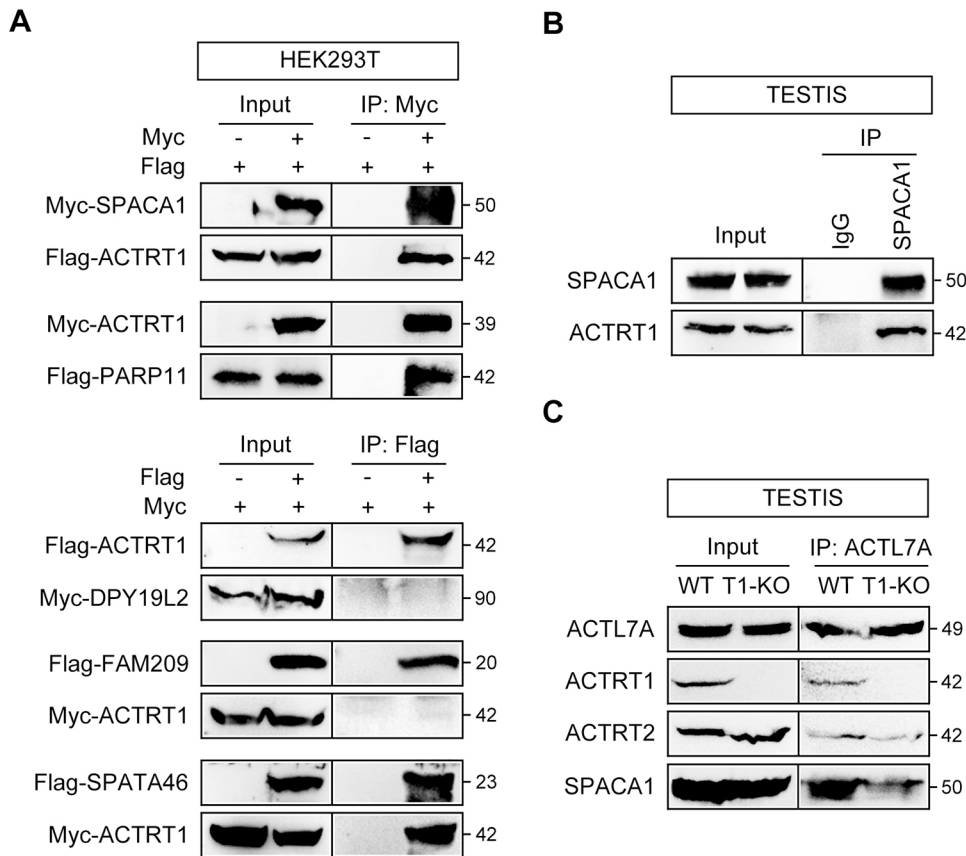 A
HEK293T
Input IP: Myc
Myc - + - +
Flag + + + +
Myc-SPACA1 50
Flag-ACTRT1 42
Myc-ACTRT1 39
Flag-PARP11 42
Input IP: Flag
Flag - + - +
Myc + + + +
Flag-ACTRT1 42
Myc-DPY19L2 90
Flag-FAM209 20
Myc-ACTRT1 42
Flag-SPATA46 23
Myc-ACTRT1 42
B
TESTIS
IP
Input IgG SPACA1
SPACA1 50
ACTRT1 42
C
TESTIS
Input IP: ACTL7A
WT T1-KO WT T1-KO
ACTL7A 49
ACTRT1 42
ACTRT2 42
SPACA1 50